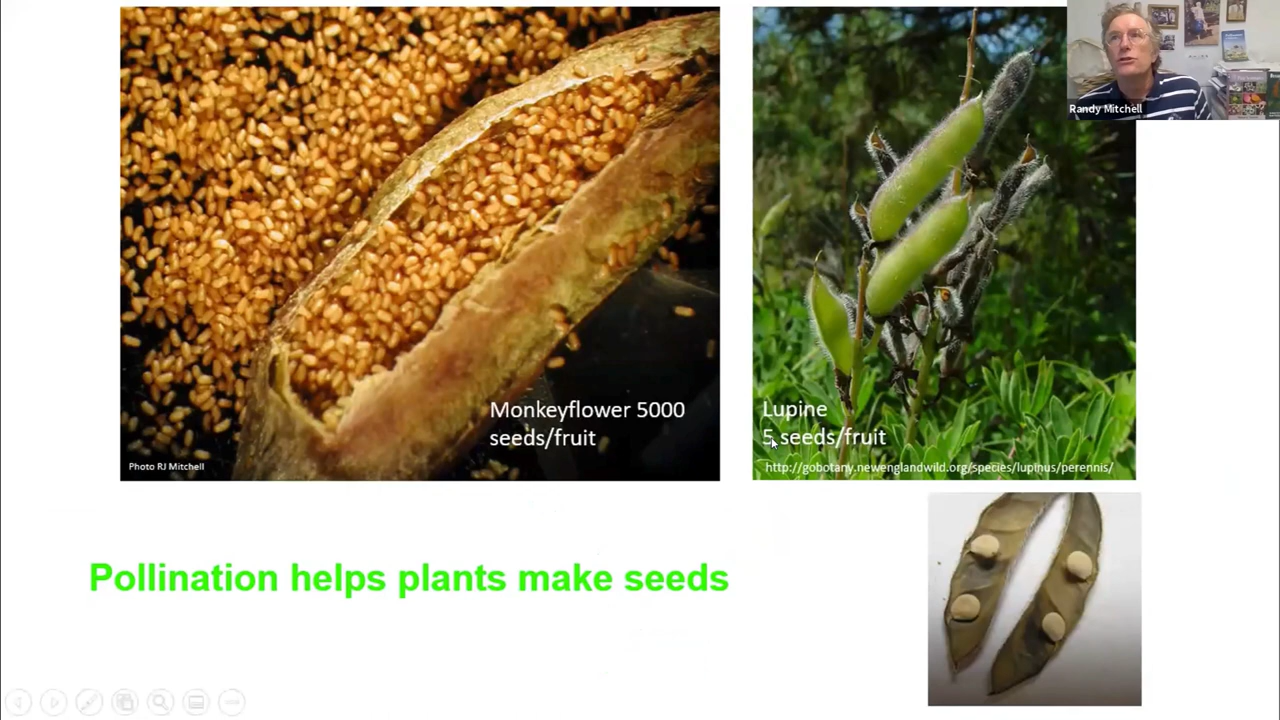 Randy Mitchell
Monkeyflower 5000
seeds/fruit
Photo RJ Mitchell
Lupine
5 seeds/fruit
http://gobotany.newenglandwild.org/species/lupinus/perennis/
Pollination helps plants make seeds